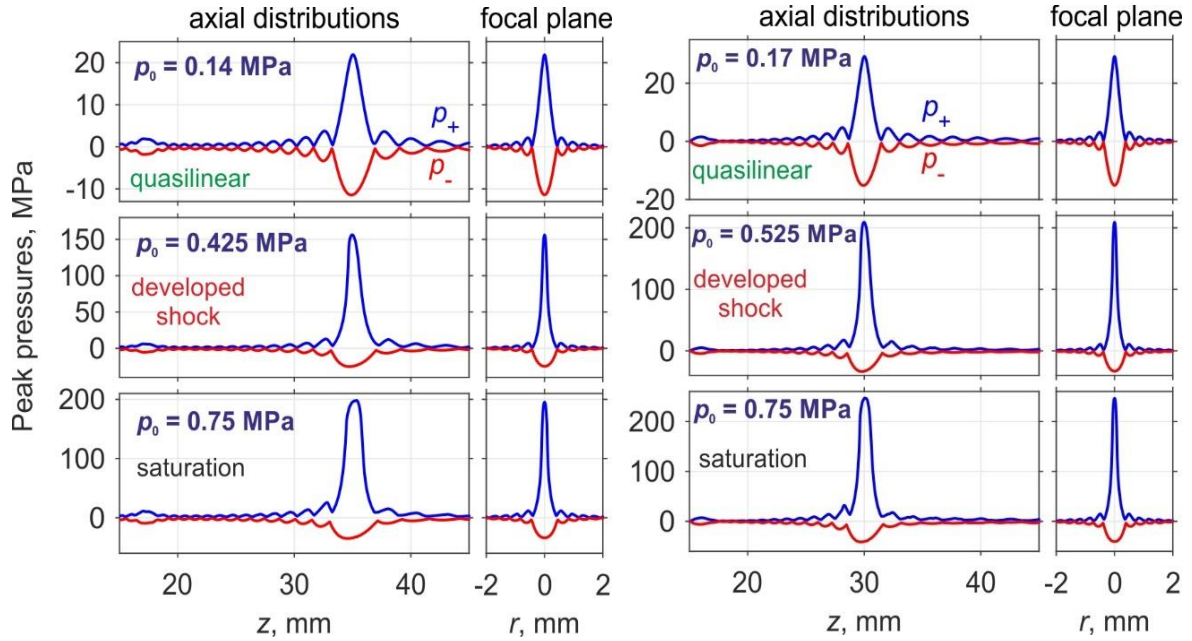 axial distributions focal plane axial distributions focal plane
Peak pressures, MPa
20
10
0
-10
p₀ = 0.14 MPa
p₊
p₋
quasilinear
20
0
-20
p₀ = 0.17 MPa
p₊
p₋
quasilinear
150
100
50
0
p₀ = 0.425 MPa
developed
shock
200
100
0
p₀ = 0.525 MPa
developed
shock
200
100
0
p₀ = 0.75 MPa
saturation
200
100
0
p₀ = 0.75 MPa
saturation
20 30 40 -2 0 2 20 30 40 -2 0 2
z, mm r, mm z, mm r, mm